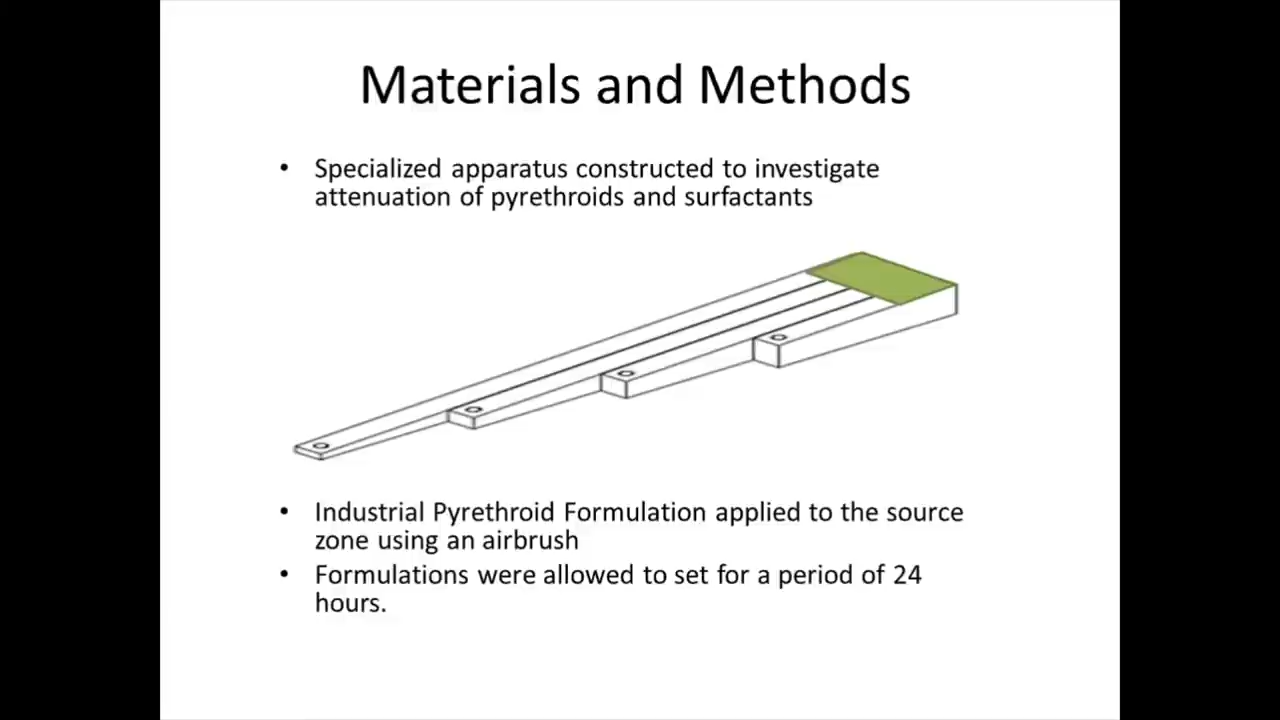 Materials and Methods
• Specialized apparatus constructed to investigate
attenuation of pyrethroids and surfactants
• Industrial Pyrethroid Formulation applied to the source
zone using an airbrush
• Formulations were allowed to set for a period of 24
hours.